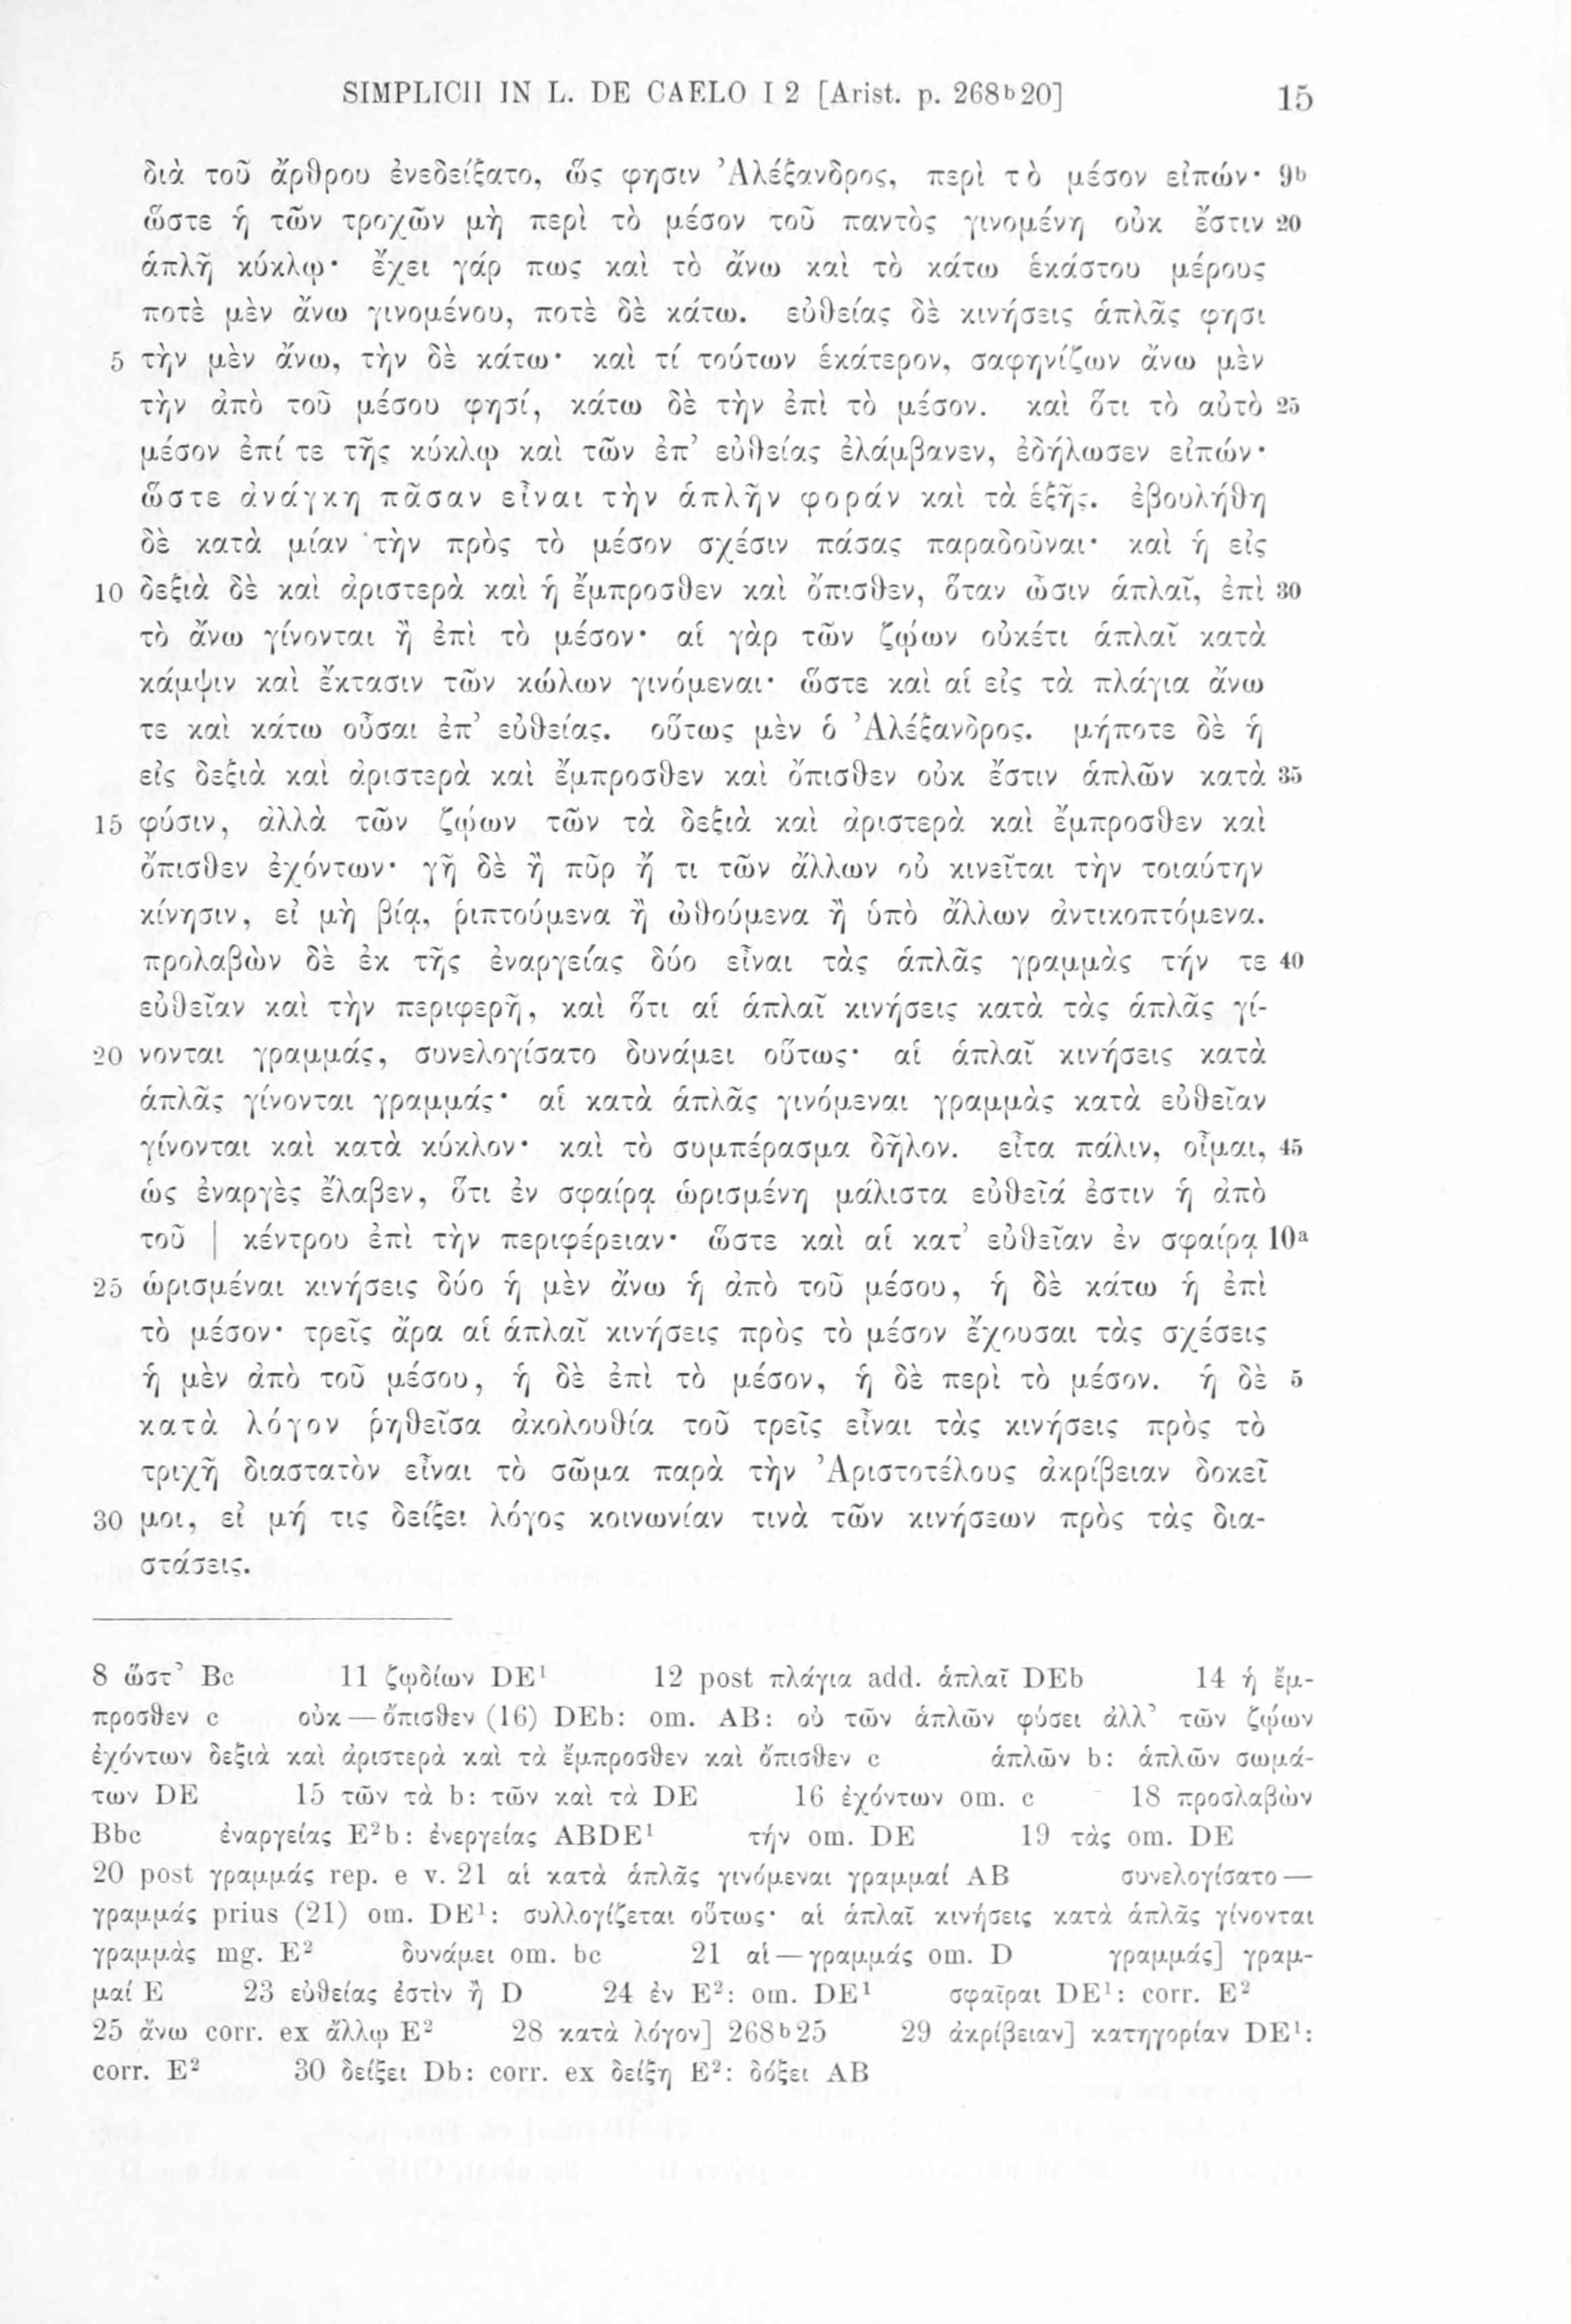 SIMPLICII IN L. DE CAELO I 2 [Arist. p. 268ᵇ20] 15
διὰ τοῦ ἄρθρου ἐνεδείξατο, ὥς φησιν Ἀλέξανδρος, περὶ τὸ μέσον εἰπών· 9ᵇ
ὥστε ἡ τῶν τροχῶν μὴ περὶ τὸ μέσον τοῦ παντὸς γινομένη οὐκ ἔστιν 20
ἁπλῆ κύκλῳ· ἔχει γάρ πως καὶ τὸ ἄνω καὶ τὸ κάτω ἑκάστου μέρους
ποτὲ μὲν ἄνω γινομένου, ποτὲ δὲ κάτω. εὐθείας δὲ κινήσεις ἁπλᾶς φησι
5 τὴν μὲν ἄνω, τὴν δὲ κάτω· καὶ τί τούτων ἑκάτερον, σαφηνίζων ἄνω μὲν
τὴν ἀπὸ τοῦ μέσου φησί, κάτω δὲ τὴν ἐπὶ τὸ μέσον. καὶ ὅτι τὸ αὐτὸ 25
μέσον ἐπί τε τῆς κύκλῳ καὶ τῶν ἐπ’ εὐθείας ἐλάμβανεν, ἐδήλωσεν εἰπών·
ὥστε ἀνάγκη πᾶσαν εἶναι τὴν ἁπλῆν φοράν καὶ τὰ ἑξῆς. ἐβουλήθη
δὲ κατὰ μίαν τὴν πρὸς τὸ μέσον σχέσιν πάσας παραδοῦναι· καὶ ἡ εἰς
10 δεξιὰ δὲ καὶ ἀριστερὰ καὶ ἡ ἔμπροσθεν καὶ ὄπισθεν, ὅταν ὦσιν ἁπλαῖ, ἐπὶ 30
τὸ ἄνω γίνονται ἢ ἐπὶ τὸ μέσον· αἱ γὰρ τῶν ζῴων οὐκέτι ἁπλαῖ κατὰ
κάμψιν καὶ ἔκτασιν τῶν κώλων γινόμεναι· ὥστε καὶ αἱ εἰς τὰ πλάγια ἄνω
τε καὶ κάτω οὖσαι ἐπ’ εὐθείας. οὕτως μὲν ὁ Ἀλέξανδρος. μήποτε δὲ ἡ
εἰς δεξιὰ καὶ ἀριστερὰ καὶ ἔμπροσθεν καὶ ὄπισθεν οὐκ ἔστιν ἁπλῶν κατὰ 35
15 φύσιν, ἀλλὰ τῶν ζῴων τῶν τὰ δεξιὰ καὶ ἀριστερὰ καὶ ἔμπροσθεν καὶ
ὄπισθεν ἐχόντων· γῆ δὲ ἢ πῦρ ἤ τι τῶν ἄλλων οὐ κινεῖται τὴν τοιαύτην
κίνησιν, εἰ μὴ βίᾳ, ῥιπτούμενα ἢ ὠθούμενα ἢ ὑπὸ ἄλλων ἀντικοπτόμενα.
προλαβὼν δὲ ἐκ τῆς ἐναργείας δύο εἶναι τὰς ἁπλᾶς γραμμὰς τήν τε 40
εὐθεῖαν καὶ τὴν περιφερῆ, καὶ ὅτι αἱ ἁπλαῖ κινήσεις κατὰ τὰς ἁπλᾶς γί-
20 νονται γραμμάς, συνελογίσατο δυνάμει οὕτως· αἱ ἁπλαῖ κινήσεις κατὰ
ἁπλᾶς γίνονται γραμμάς· αἱ κατὰ ἁπλᾶς γινόμεναι γραμμὰς κατὰ εὐθεῖαν
γίνονται καὶ κατὰ κύκλον· καὶ τὸ συμπέρασμα δῆλον. εἶτα πάλιν, οἶμαι, 45
ὡς ἐναργὲς ἔλαβεν, ὅτι ἐν σφαίρᾳ ὡρισμένη μάλιστα εὐθεῖά ἐστιν ἡ ἀπὸ
τοῦ | κέντρου ἐπὶ τὴν περιφέρειαν· ὥστε καὶ αἱ κατ’ εὐθεῖαν ἐν σφαίρᾳ 10ᵃ
25 ὡρισμέναι κινήσεις δύο ἡ μὲν ἄνω ἡ ἀπὸ τοῦ μέσου, ἡ δὲ κάτω ἡ ἐπὶ
τὸ μέσον· τρεῖς ἄρα αἱ ἁπλαῖ κινήσεις πρὸς τὸ μέσον ἔχουσαι τὰς σχέσεις
ἡ μὲν ἀπὸ τοῦ μέσου, ἡ δὲ ἐπὶ τὸ μέσον, ἡ δὲ περὶ τὸ μέσον. ἡ δὲ 5
κατὰ λόγον ῥηθεῖσα ἀκολουθία τοῦ τρεῖς εἶναι τὰς κινήσεις πρὸς τὸ
τριχῆ διαστατὸν εἶναι τὸ σῶμα παρὰ τὴν Ἀριστοτέλους ἀκρίβειαν δοκεῖ
30 μοι, εἰ μή τις δείξει λόγος κοινωνίαν τινὰ τῶν κινήσεων πρὸς τὰς δια-
στάσεις.
8 ὥστ’ Bc 11 ζῳδίων DE¹ 12 post πλάγια add. ἁπλαῖ DEb 14 ἡ ἔμ-
προσθεν c οὐκ — ὄπισθεν (16) DEb: om. AB: οὐ τῶν ἁπλῶν φύσει ἀλλ’ τῶν ζῴων
ἐχόντων δεξιὰ καὶ ἀριστερὰ καὶ τὰ ἔμπροσθεν καὶ ὄπισθεν c ἁπλῶν b: ἁπλῶν σωμά-
των DE 15 τῶν τὰ b: τῶν καὶ τὰ DE 16 ἐχόντων om. c 18 προσλαβὼν
Bbc ἐναργείας E²b: ἐνεργείας ABDE¹ τήν om. DE 19 τὰς om. DE
20 post γραμμάς rep. e v. 21 αἱ κατὰ ἁπλᾶς γινόμεναι γραμμαί AB συνελογίσατο —
γραμμάς prius (21) om. DE¹: συλλογίζεται οὕτως· αἱ ἁπλαῖ κινήσεις κατὰ ἁπλᾶς γίνονται
γραμμὰς mg. E² δυνάμει om. bc 21 αἱ — γραμμάς om. D γραμμάς] γραμ-
μαί E 23 εὐθείας ἐστὶν ἢ D 24 ἐν E²: om. DE¹ σφαῖραι DE¹: corr. E²
25 ἄνω corr. ex ἄλλῳ E² 28 κατὰ λόγον] 268ᵇ25 29 ἀκρίβειαν] κατηγορίαν DE¹:
corr. E² 30 δείξει Db: corr. ex δείξῃ E²: δόξει AB